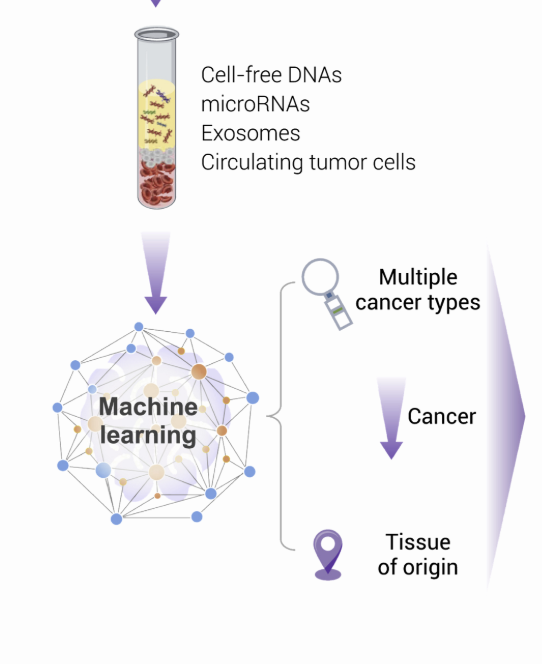 Cell-free DNAs
microRNAs
Exosomes
Circulating tumor cells
Machine
learning
Multiple
cancer types
Cancer
Tissue
of origin